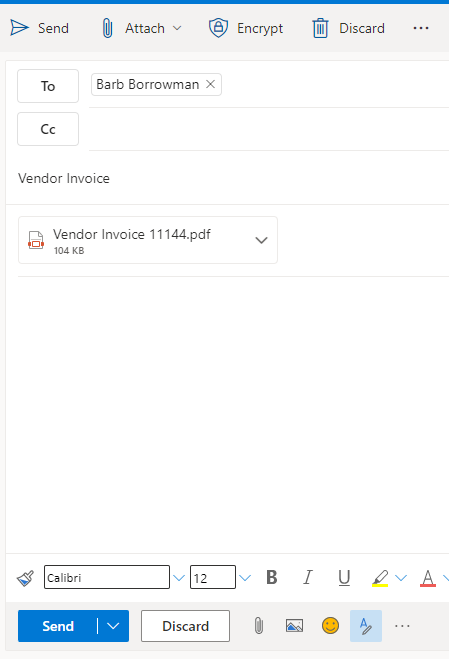 Send Attach Encrypt Discard ...
To Barb Borrowman
Cc
Vendor Invoice
Vendor Invoice 11144.pdf
104 KB
Calibri 12 B I U A
Send Discard ...